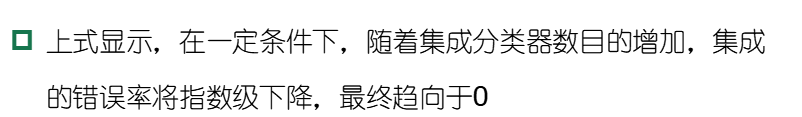 上式显示，在一定条件下，随着集成分类器数目的增加，集成
的错误率将指数级下降，最终趋向于0